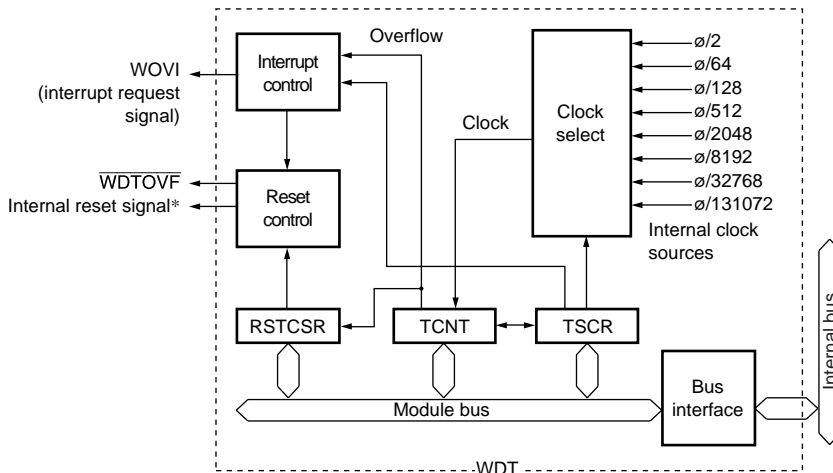 Overflow
WOVI
(interrupt request
signal)
Interrupt
control
WDTOVF
Internal reset signal*
Reset
control
Clock
Clock
select
ø/2
ø/64
ø/128
ø/512
ø/2048
ø/8192
ø/32768
ø/131072
Internal clock
sources
RSTCSR
TCNT
TSCR
Module bus
Bus
interface
Internal bus
WDT